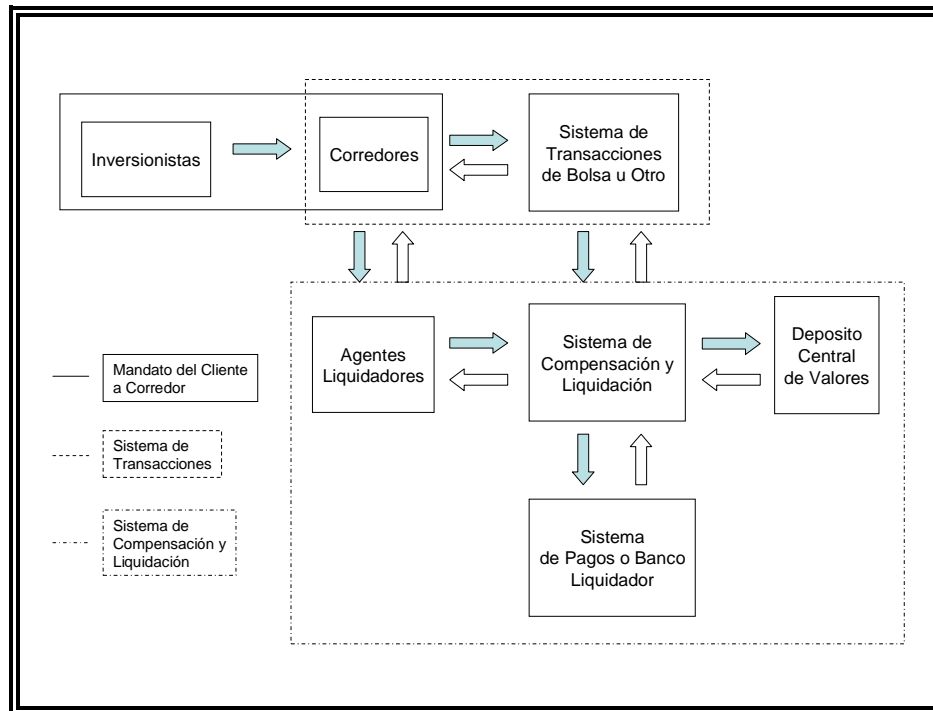 Inversionistas
Corredores
Sistema de
Transacciones
de Bolsa u Otro
Agentes
Liquidadores
Sistema de
Compensación y
Liquidación
Deposito
Central
de Valores
Mandato del Cliente
a Corredor
Sistema de
Transacciones
Sistema de
Compensación y
Liquidación
Sistema
de Pagos o Banco
Liquidador